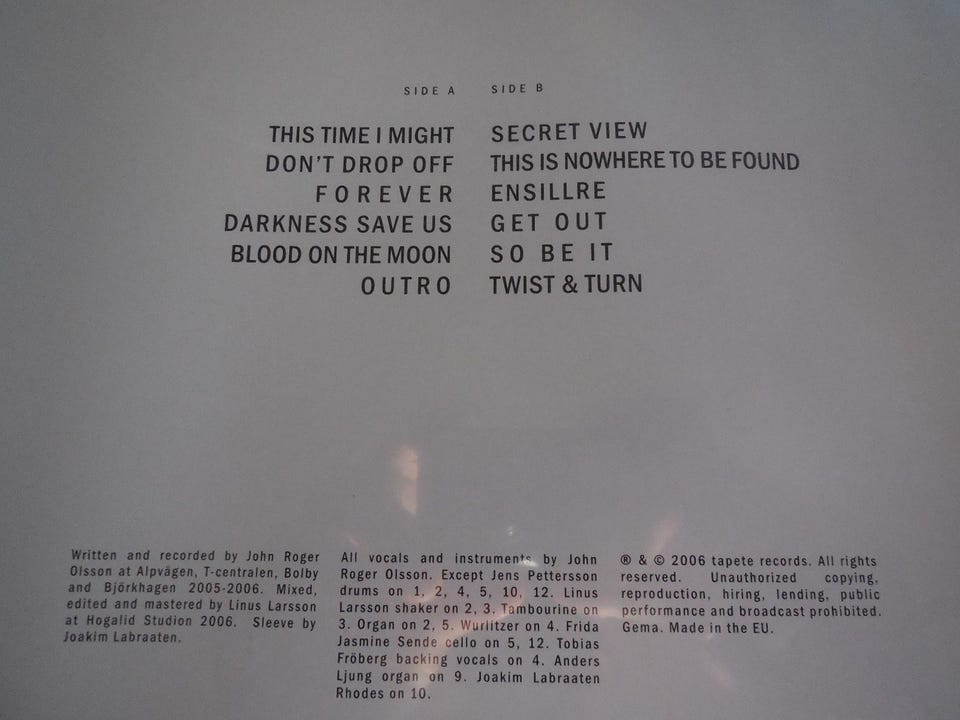 SIDE A
THIS TIME I MIGHT
DON'T DROP OFF
FOREVER
DARKNESS SAVE US
BLOOD ON THE MOON
OUTRO
SIDE B
SECRET VIEW
THIS IS NOWHERE TO BE FOUND
ENSILLRE
GET OUT
SO BE IT
TWIST & TURN
Written and recorded by John Roger
Olsson at Alpvägen, T-centralen, Bolby
and Björkhagen 2005-2006. Mixed,
edited and mastered by Linus Larsson
at Hogalid Studion 2006. Sleeve by
Joakim Labraaten.
All vocals and instruments by John
Roger Olsson. Except Jens Pettersson
drums on 1, 2, 4, 5, 10, 12. Linus
Larsson shaker on 2, 3. Tambourine on
3. Organ on 2, 5. Wurlitzer on 4. Frida
Jasmine Sende cello on 5, 12. Tobias
Fröberg backing vocals on 4. Anders
Ljung organ on 9. Joakim Labraaten
Rhodes on 10.
® & © 2006 tapete records. All rights
reserved. Unauthorized copying,
reproduction, hiring, lending, public
performance and broadcast prohibited.
Gema. Made in the EU.